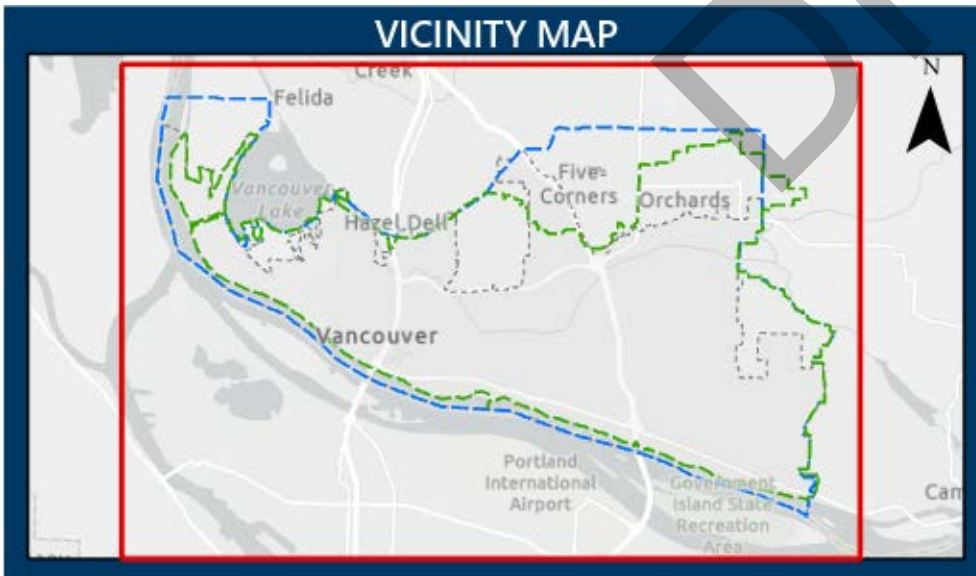 VICINITY MAP
N
Creek
Felida
Vancouver
Lake
Five
Corners
Orchards
Hazel Dell
Vancouver
Portland
International
Airport
Government
Island State
Recreation
Area
Cam